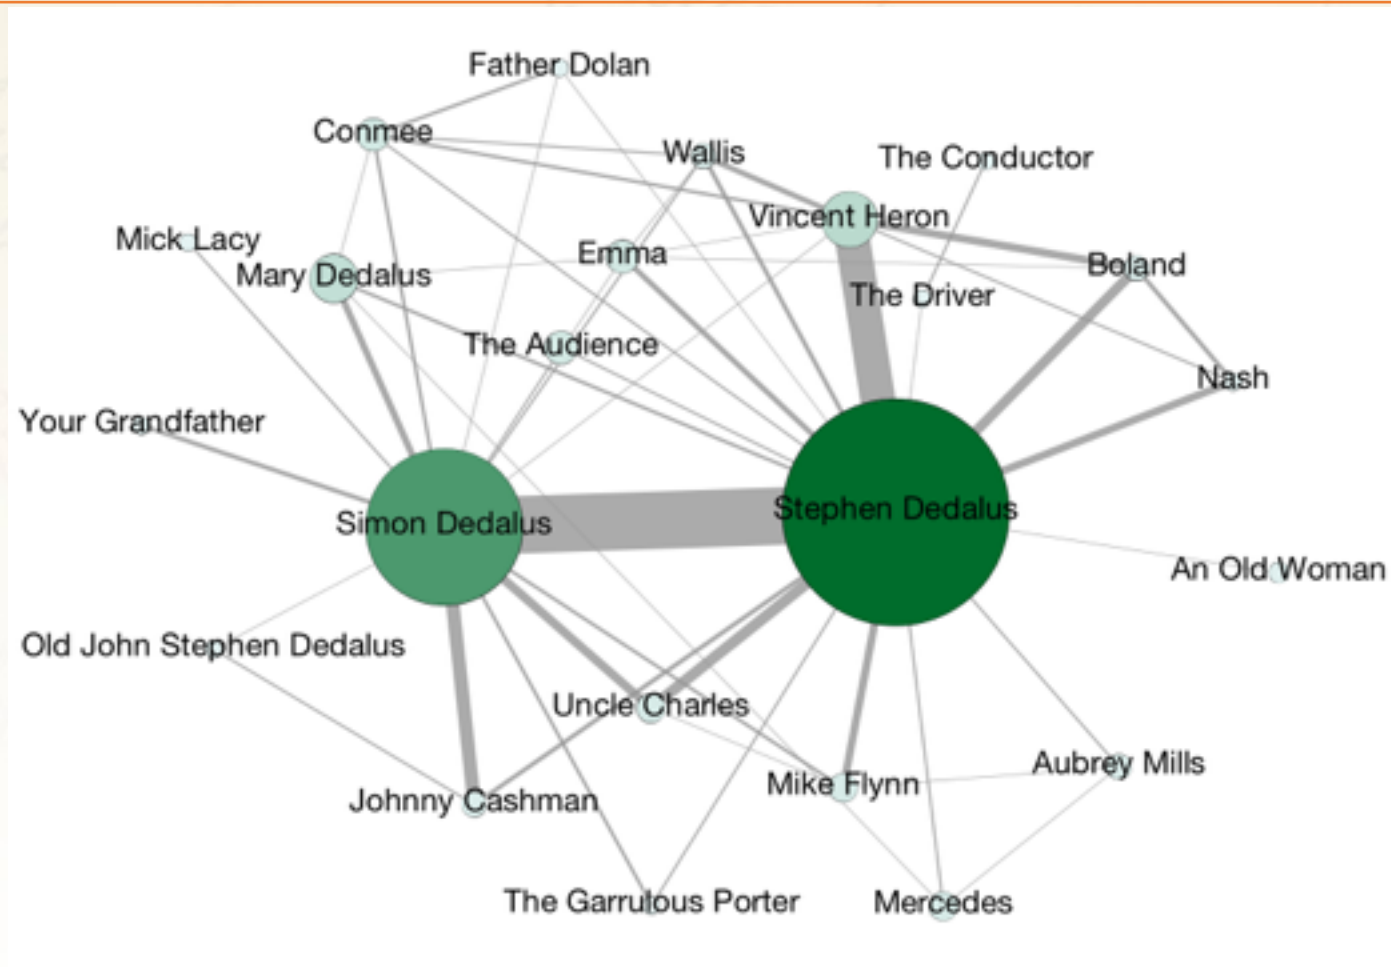 Father Dolan
Conmee
Wallis
The Conductor
Vincent Heron
Mick Lacy
Emma
Boland
Mary Dedalus
The Driver
The Audience
Nash
Your Grandfather
Stephen Dedalus
Simon Dedalus
An Old Woman
Old John Stephen Dedalus
Uncle Charles
Aubrey Mills
Mike Flynn
Johnny Cashman
The Garrulous Porter
Mercedes